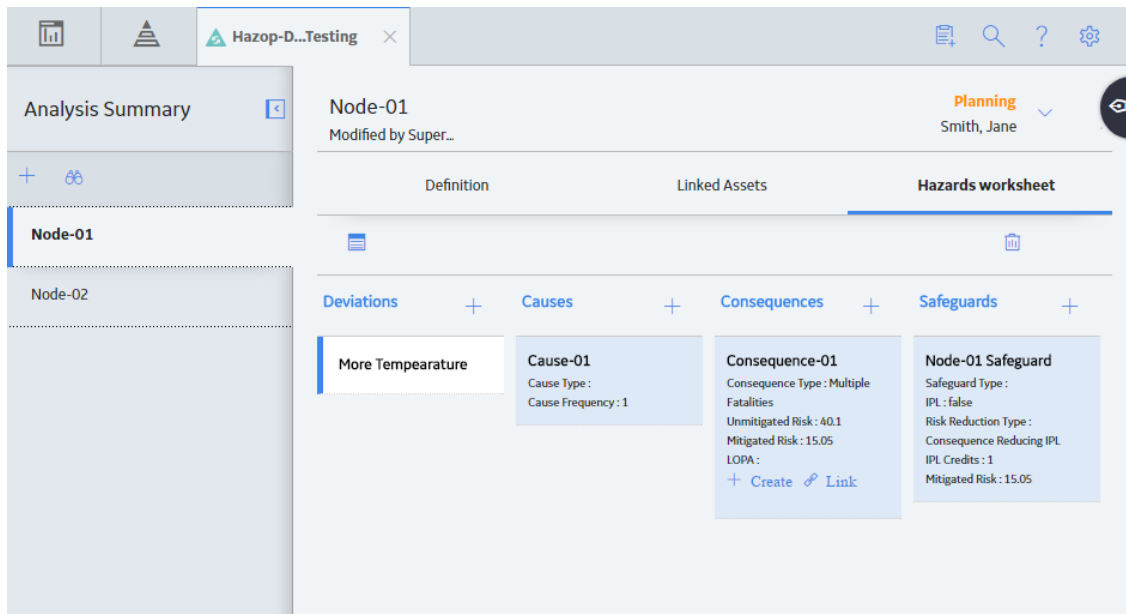 Hazop-D...Testing
?
Analysis Summary
Node-01
Modified by Super...
Planning
Smith, Jane
Definition
Linked Assets
Hazards worksheet
Node-01
Node-02
Deviations
Causes
Consequences
Safeguards
More Tempearature
Cause-01
Cause Type :
Cause Frequency : 1
Consequence-01
Consequence Type : Multiple
Fatalities
Unmitigated Risk : 40.1
Mitigated Risk : 15.05
LOPA :
+ Create Link
Node-01 Safeguard
Safeguard Type :
IPL : false
Risk Reduction Type :
Consequence Reducing IPL
IPL Credits : 1
Mitigated Risk : 15.05